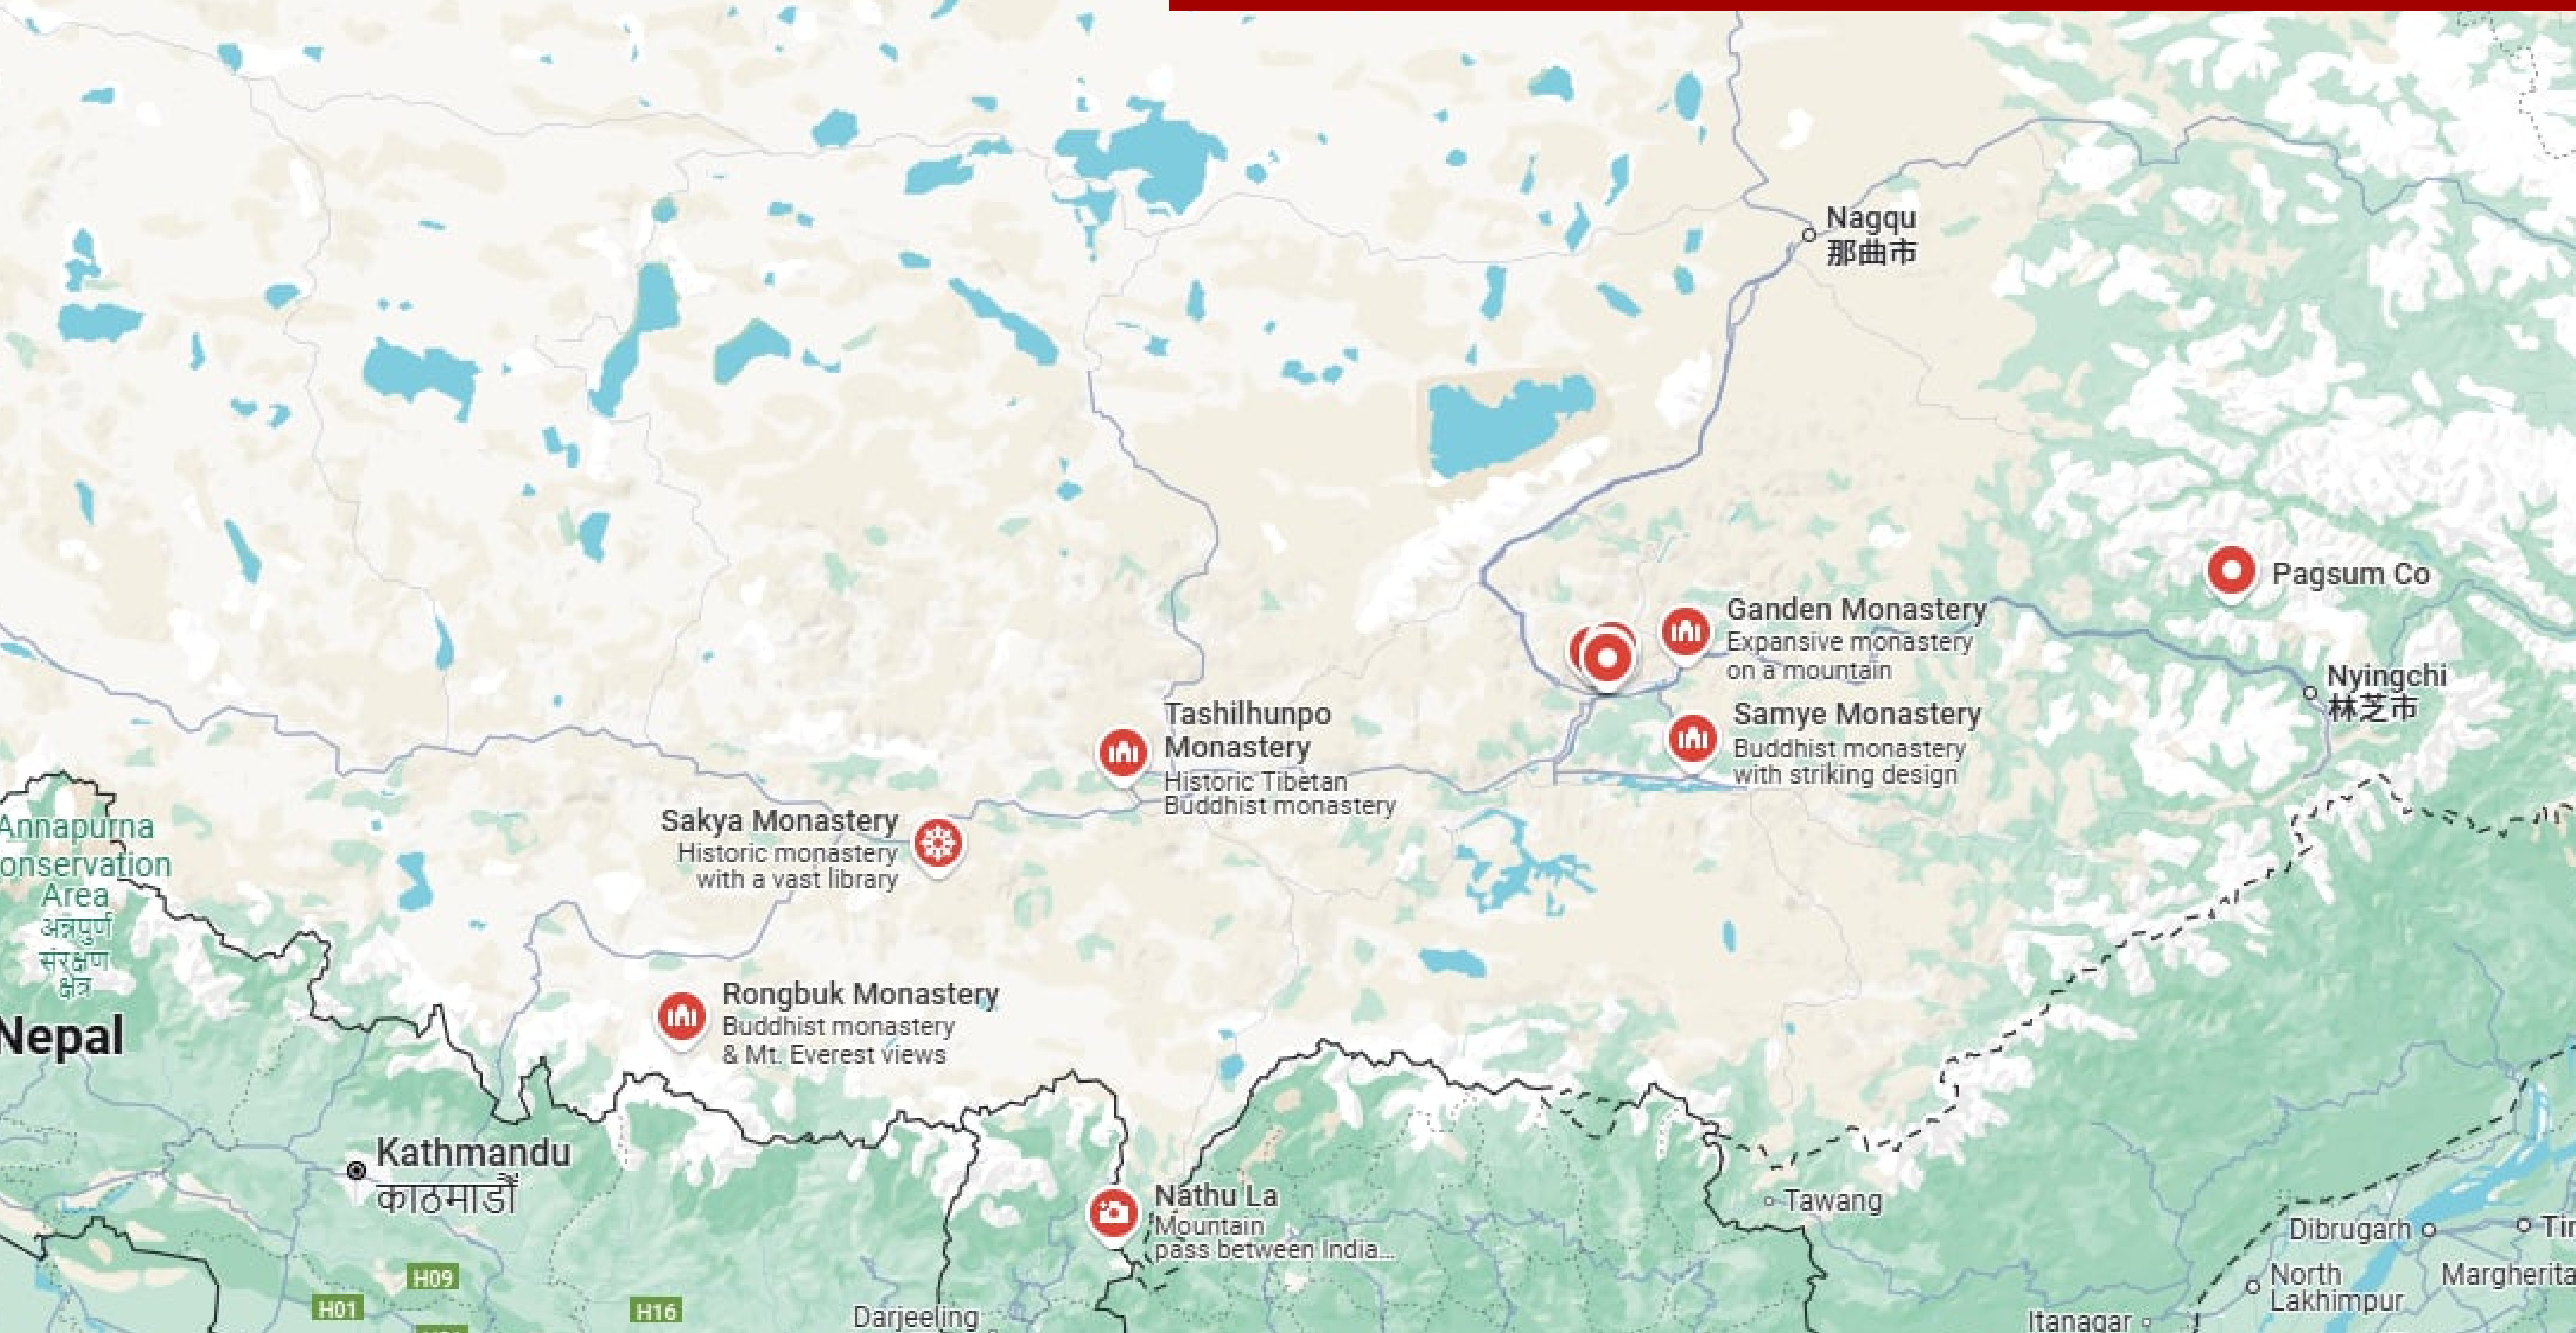 Nagqu
那曲市
Pagsum Co
Ganden Monastery
Expansive monastery
on a mountain
Nyingchi
林芝市
Tashilhunpo
Monastery
Historic Tibetan
Buddhist monastery
Samye Monastery
Buddhist monastery
with striking design
Sakya Monastery
Historic monastery
with a vast library
Annapurna
onservation
Area
अन्नपुर्ण
संरक्षण
क्षेत्र
Rongbuk Monastery
Buddhist monastery
& Mt. Everest views
Nepal
Kathmandu
काठमाडौं
Nathu La
Mountain
pass between India...
Tawang
Dibrugarh
Tin
H09
H01
H16
North
Lakhimpur
Margherita
Darjeeling
Itanagar